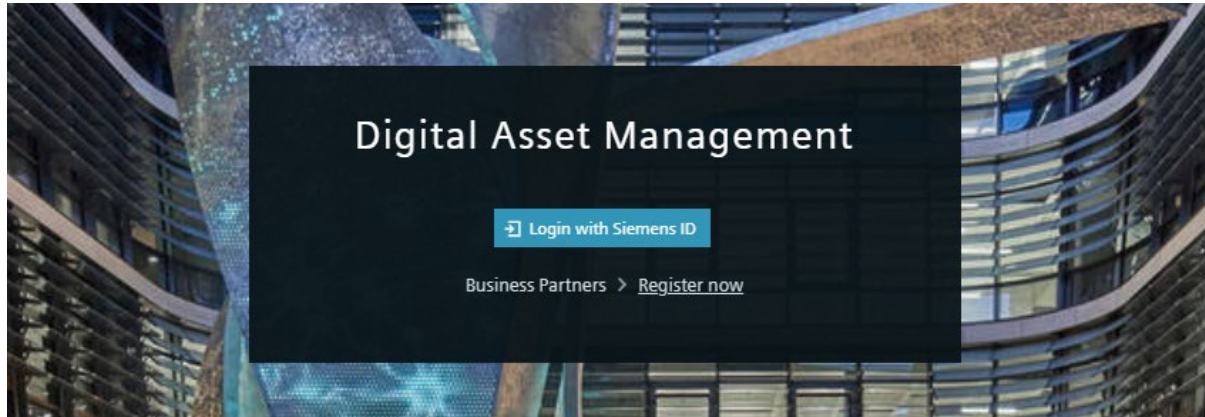 Digital Asset Management
Login with Siemens ID
Business Partners > Register now